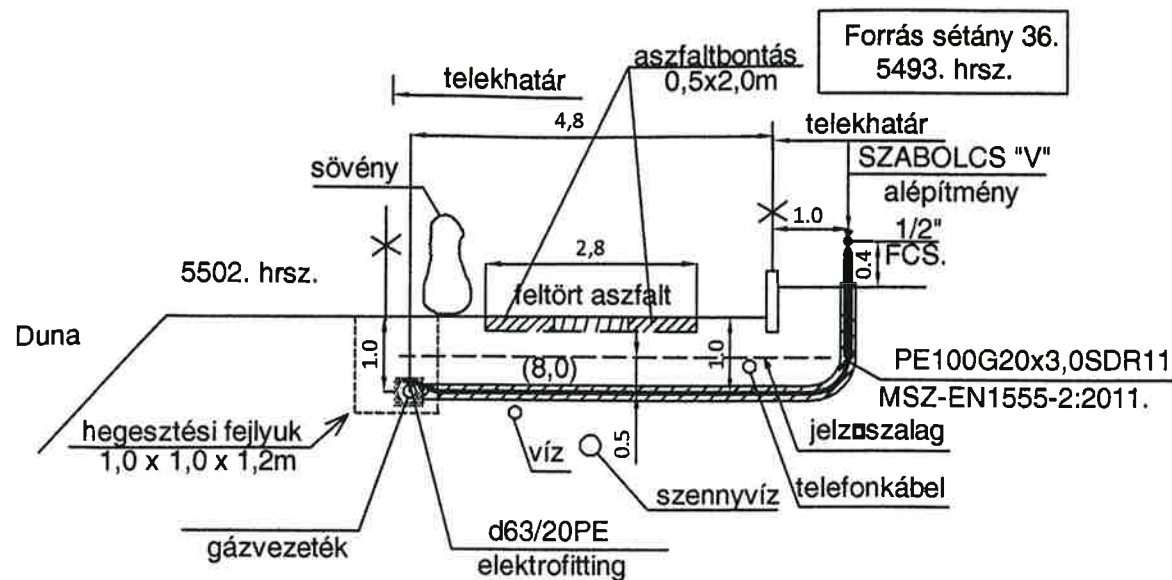 Forrás sétány 36.
5493. hrsz.
aszfaltbontás
0,5x2,0m
telekhatár
4,8
telekhatár
SZABOLCS "V"
alépítmény
sövény
1.0
1/2"
FCS.
0.4
5502. hrsz.
2,8
feltört aszfalt
Duna
1.0
(8,0)
1.0
PE100G20x3,0SDR11
MSZ-EN1555-2:2011.
hegesztési fejlyuk
1,0 x 1,0 x 1,2m
víz
0.5
jelz◘szalag
szennyvíz
telefonkábel
gázvezeték
d63/20PE
elektrofitting